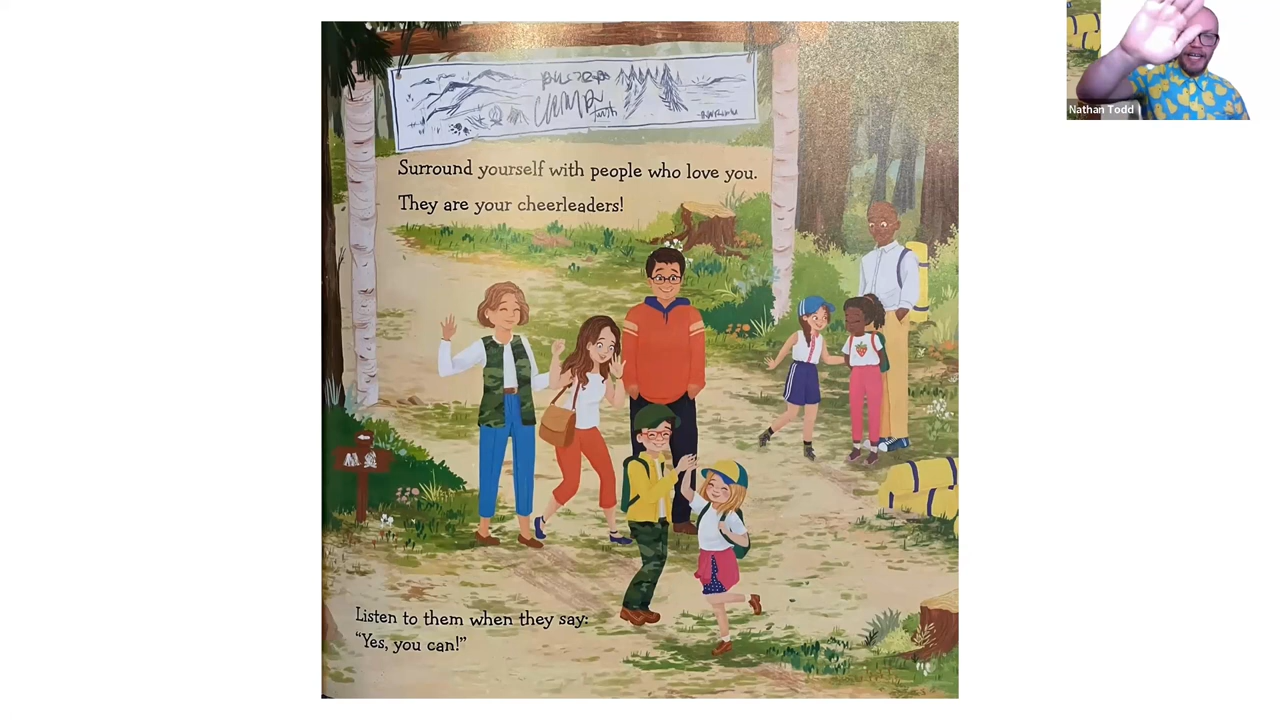 CAMP
Surround yourself with people who love you.
They are your cheerleaders!
Listen to them when they say:
“Yes, you can!”
Nathan Todd